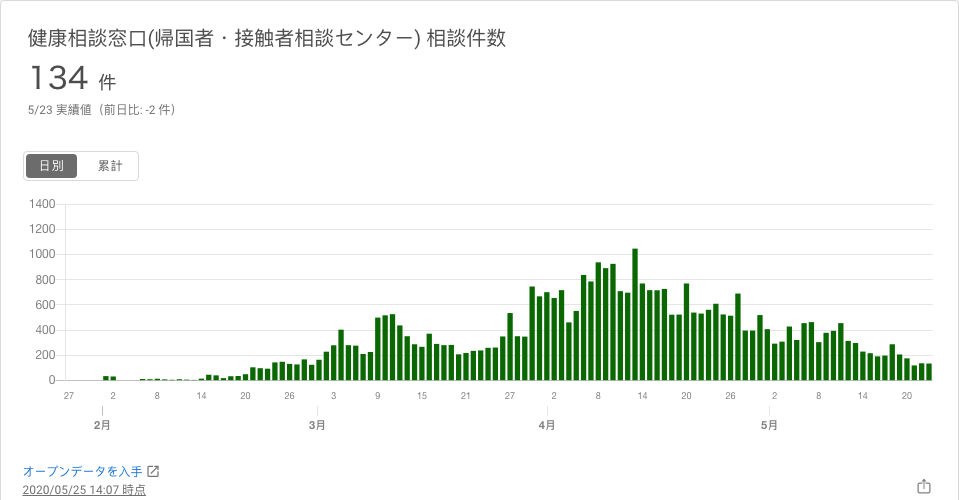 健康相談窓口(帰国者・接触者相談センター) 相談件数
134 件
5/23 実績値（前日比: -2 件）
日別 累計
1400
1200
1000
800
600
400
200
0
27 2 8 14 20 26 3 9 15 21 27 2 8 14 20 26 2 8 14 20
2月 3月 4月 5月
オープンデータを入手
2020/05/25 14:07 時点